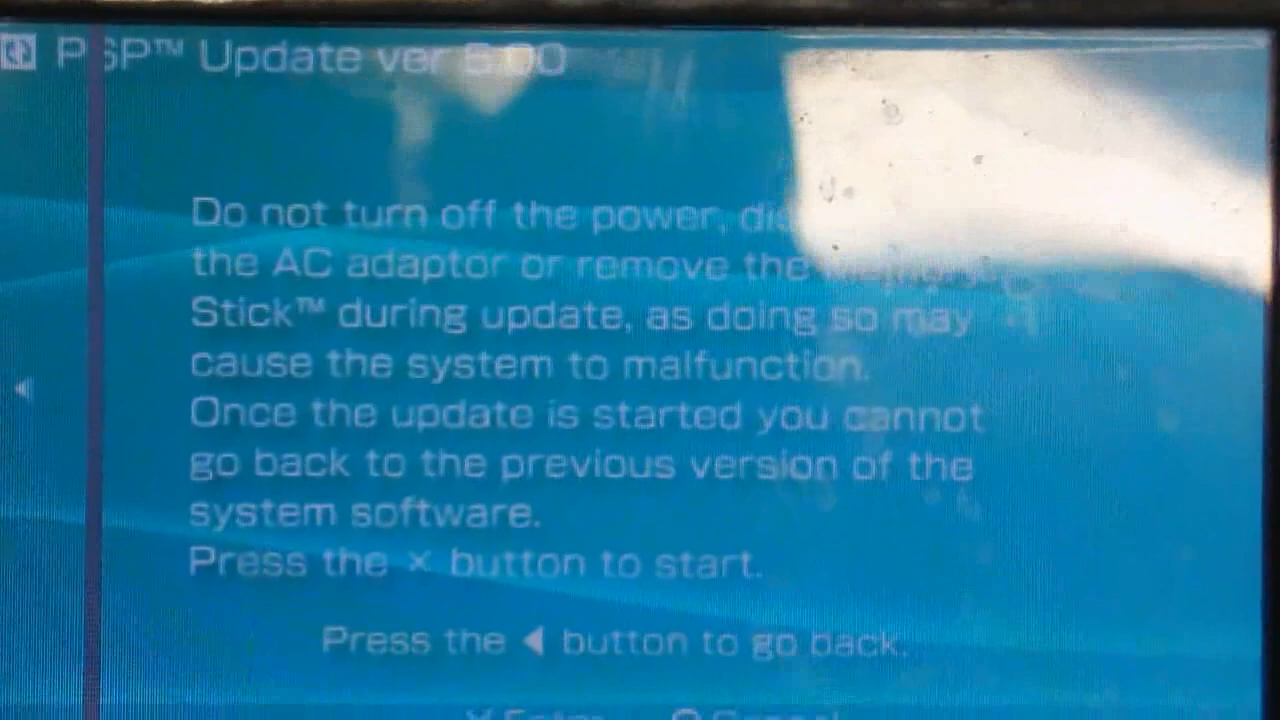 PSP™ Update ver 5.00
Do not turn off the power,
the AC adaptor or remove the
Stick™ during update, as doing so may
cause the system to malfunction.
Once the update is started you cannot
go back to the previous version of the
system software.
Press the × button to start.
Press the ◀ button to go back.